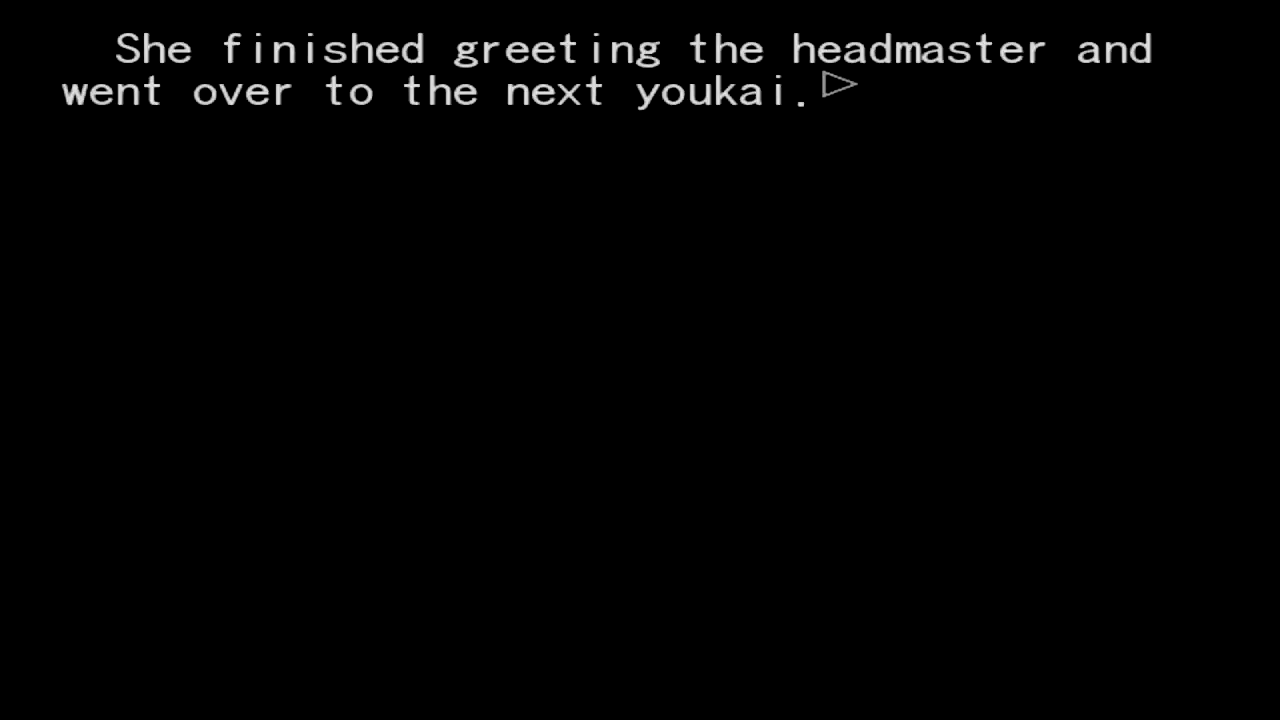 She finished greeting the headmaster and
went over to the next youkai.